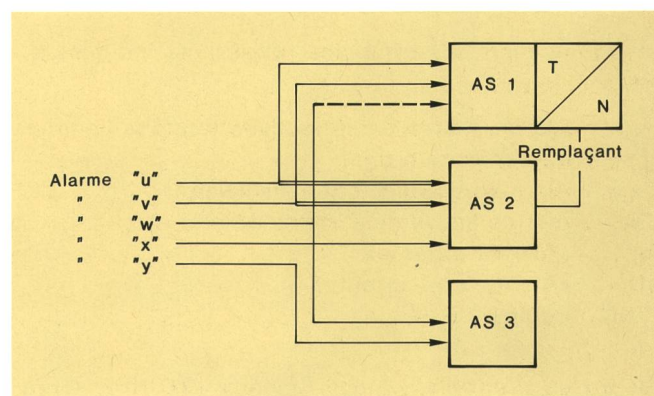 AS 1
T
N
Remplaçant
AS 2
Alarme "u"
" "v"
" "w"
" "x"
" "y"
AS 3